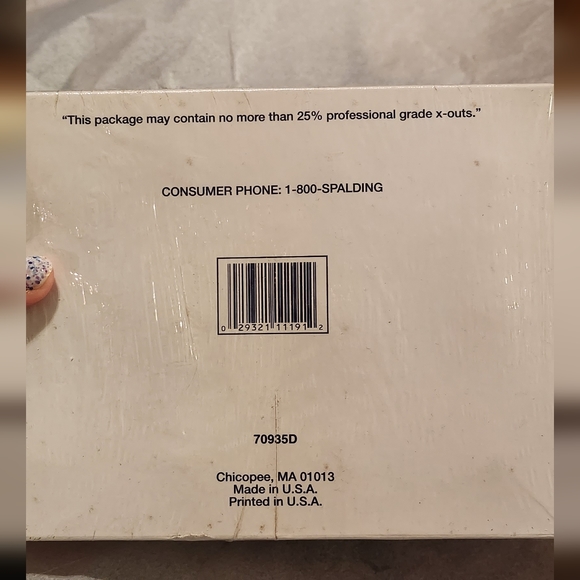 “This package may contain no more than 25% professional grade x-outs.”
CONSUMER PHONE: 1-800-SPALDING
0 29321 11191 2
70935D
Chicopee, MA 01013
Made in U.S.A.
Printed in U.S.A.